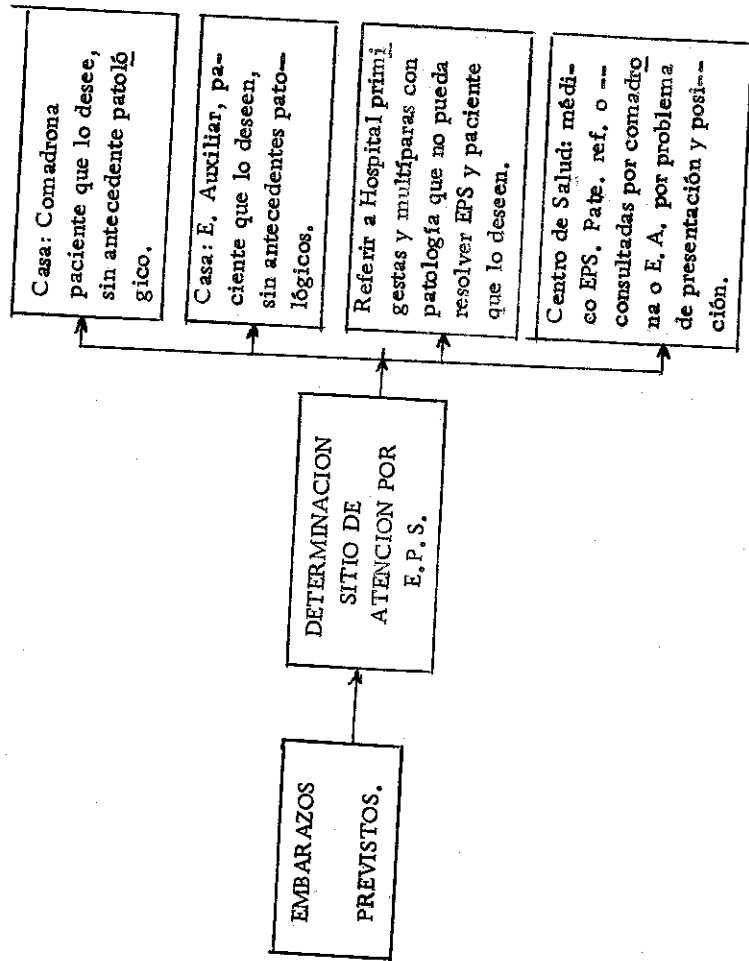 EMBARAZOS
PREVISTOS.
DETERMINACION
SITIO DE
ATENCION POR
E.P.S.
Casa: Comadrona
paciente que lo desee,
sin antecedente patoló
gico.
Casa: E. Auxiliar, pa-
ciente que lo deseen,
sin antecedentes pato-
lógicos.
Referir a Hospital primi
gestas y multíparas con
patología que no pueda
resolver EPS y paciente
que lo deseen.
Centro de Salud: médi-
co EPS. Pate. ref. o --
consultadas por comadro
na o E. A. por problema
de presentación y posi--
ción.